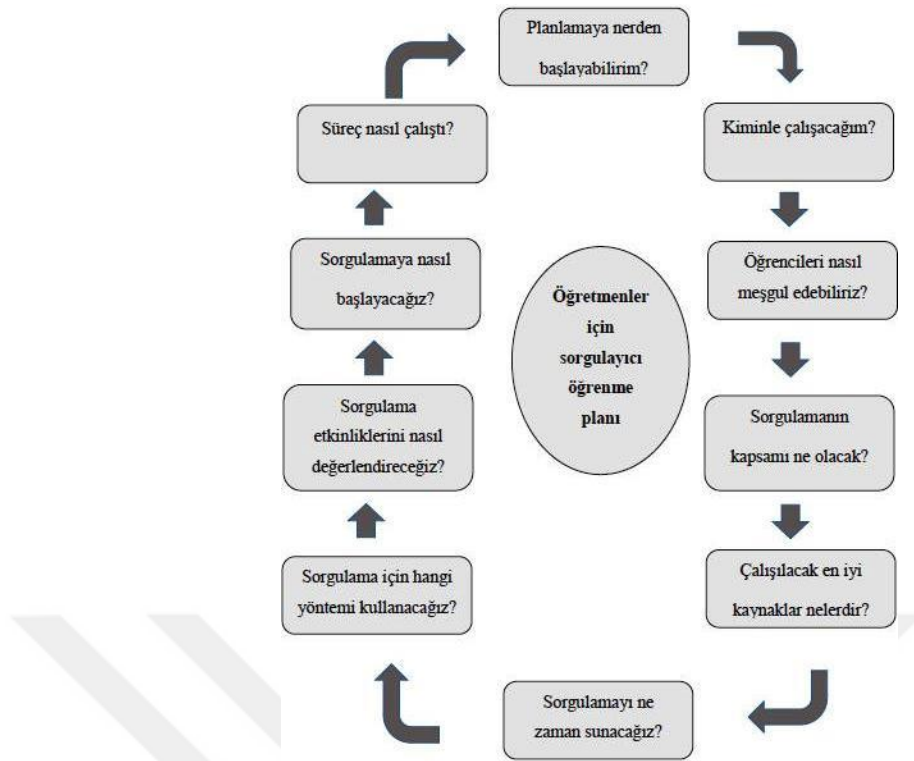 Planlamaya nerden
başlayabilirim?
Kiminle çalışacağım?
Öğrencileri nasıl
meşgul edebiliriz?
Sorgulamanın
kapsamı ne olacak?
Çalışılacak en iyi
kaynaklar nelerdir?
Sorgulamayı ne
zaman sunacağız?
Sorgulama için hangi
yöntemi kullanacağız?
Sorgulama
etkinliklerini nasıl
değerlendireceğiz?
Sorgulamaya nasıl
başlayacağız?
Süreç nasıl çalıştı?
Öğretmenler
için
sorgulayıcı
öğrenme
planı